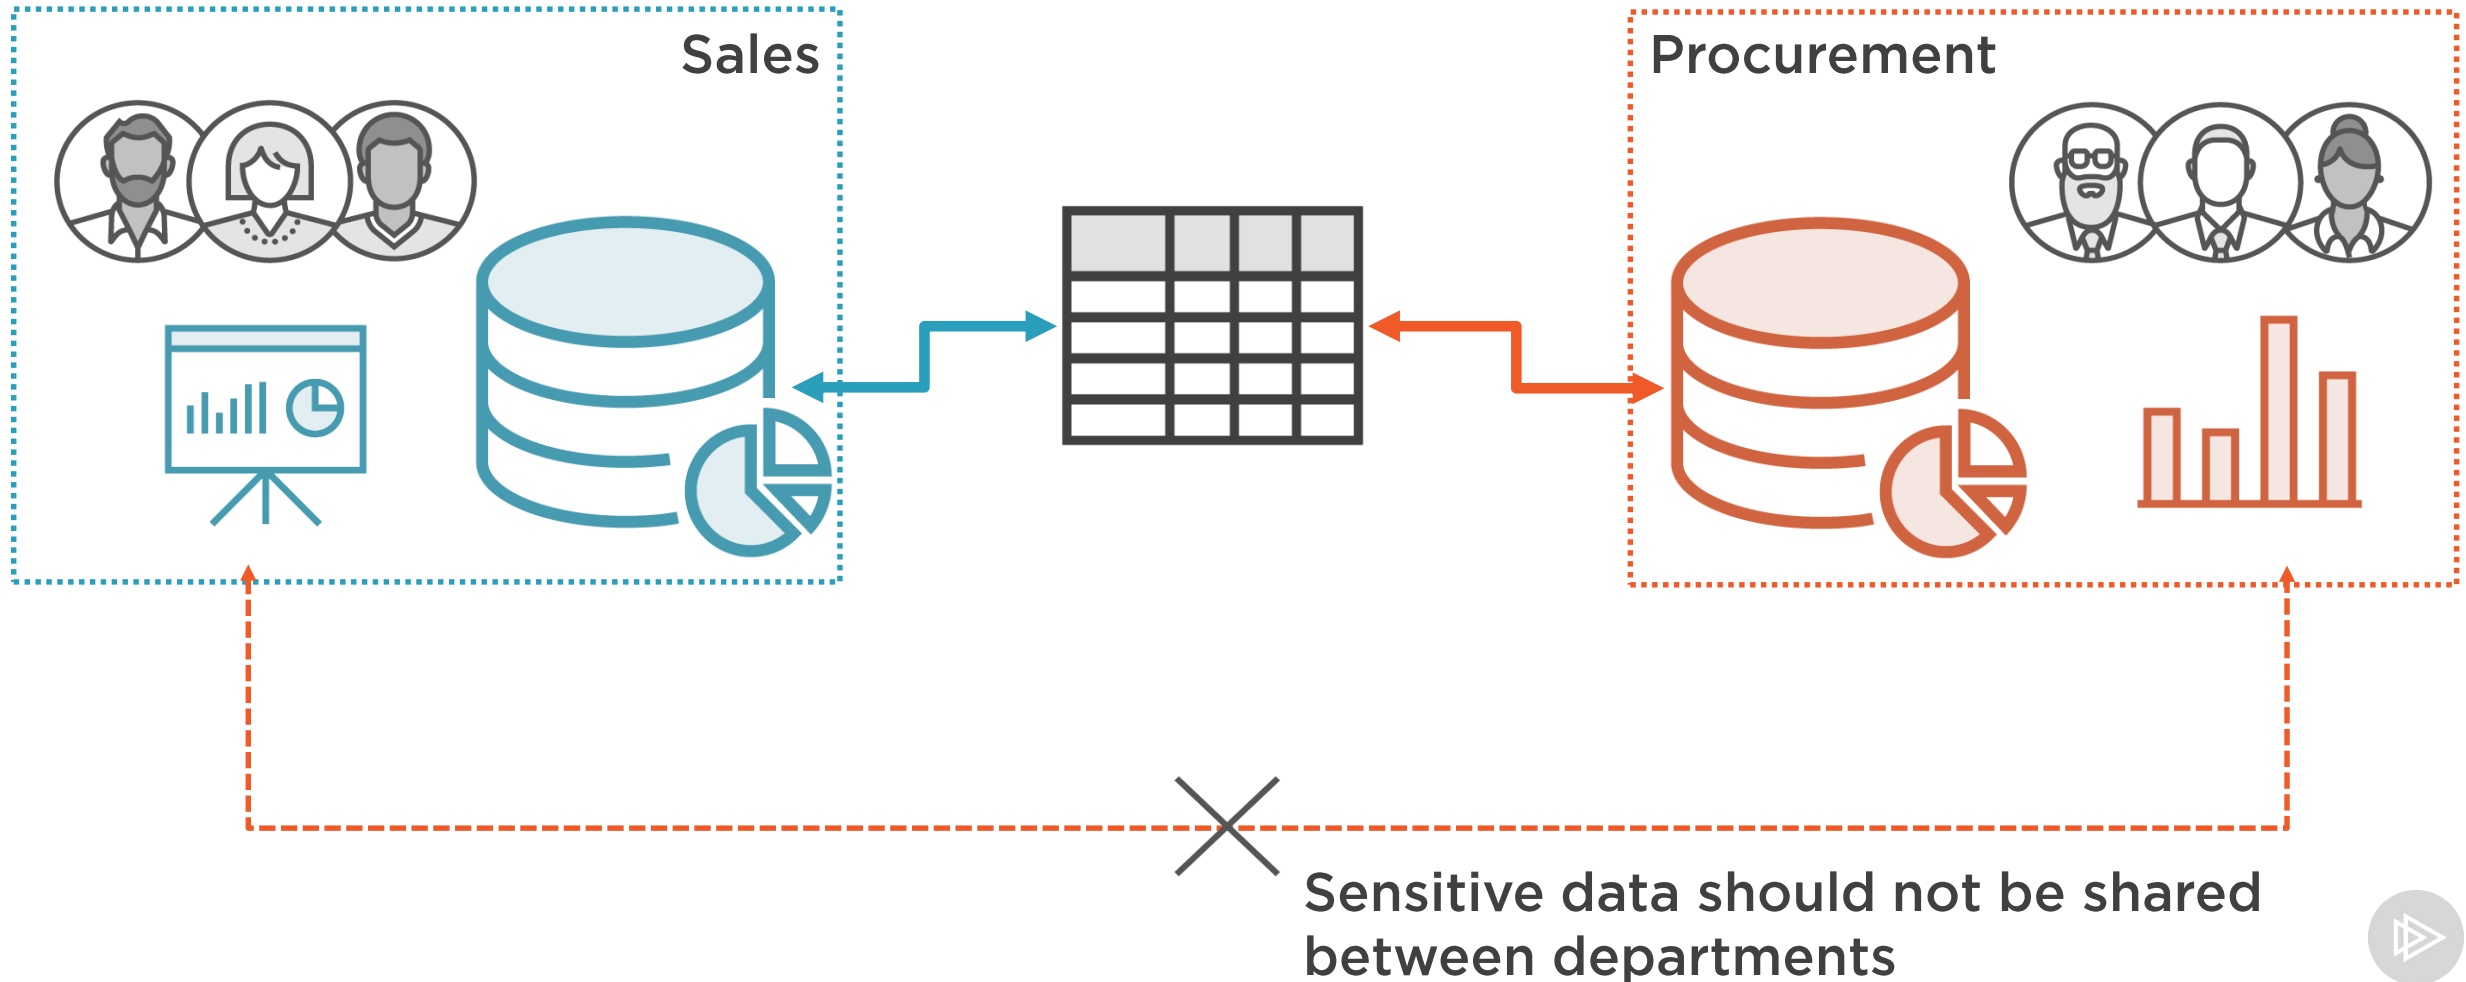 Sales
Procurement
Sensitive data should not be shared
between departments